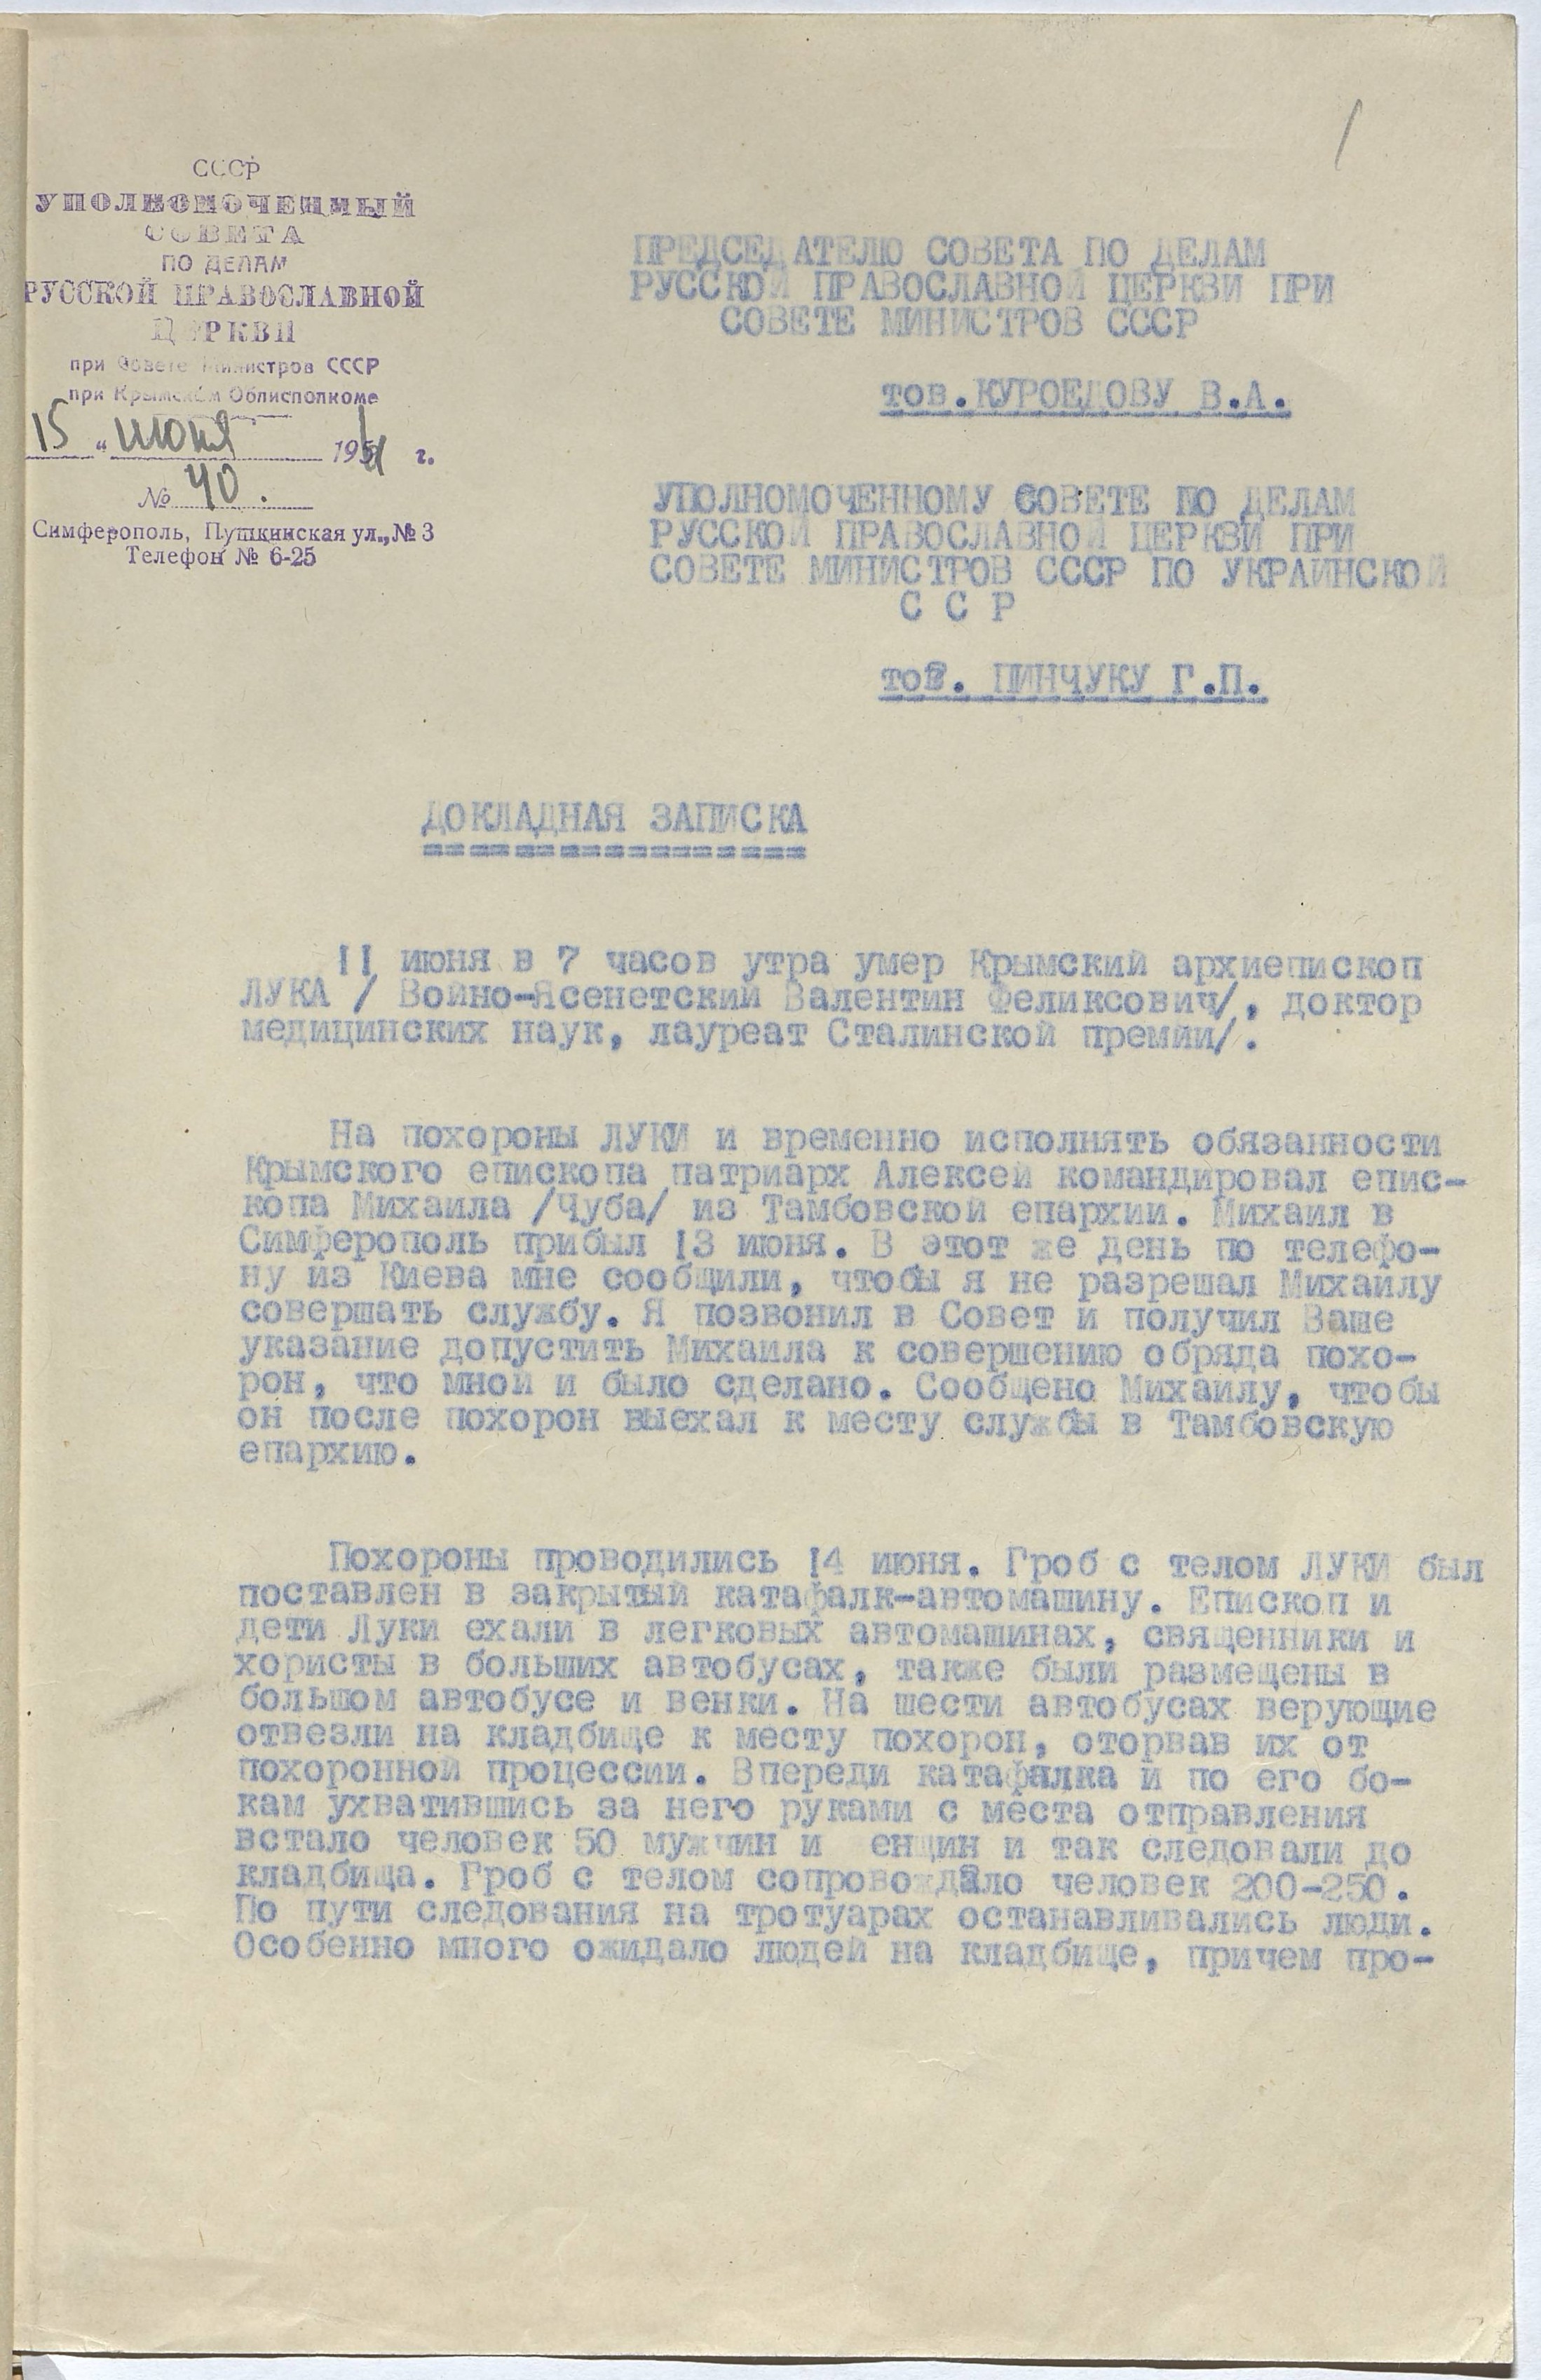 1
СССР
УПОЛНОМОЧЕННЫЙ
СОВЕТА
ПО ДЕЛАМ
РУССКОЙ ПРАВОСЛАВНОЙ
ЦЕРКВИ
при Совете Министров СССР
при Крымском Облисполкоме
15 " июня 1961 г.
№ 40.
Симферополь, Пушкинская ул., № 3
Телефон № 6-25
ПРЕДСЕДАТЕЛЮ СОВЕТА ПО ДЕЛАМ
РУССКОЙ ПРАВОСЛАВНОЙ ЦЕРКВИ ПРИ
СОВЕТЕ МИНИСТРОВ СССР
тов. КУРОЕДОВУ В.А.
УПОЛНОМОЧЕННОМУ СОВЕТЕ ПО ДЕЛАМ
РУССКОЙ ПРАВОСЛАВНОЙ ЦЕРКВИ ПРИ
СОВЕТЕ МИНИСТРОВ СССР ПО УКРАИНСКОЙ
С С Р
тов. ПИНЧУКУ Г.П.
ДОКЛАДНАЯ ЗАПИСКА
=================
II июня в 7 часов утра умер Крымский архиепископ
ЛУКА / Войно-Ясенетский Валентин Феликсович/, доктор
медицинских наук, лауреат Сталинской премии/.
На похороны ЛУКИ и временно исполнять обязанности
Крымского епископа патриарх Алексей командировал епис-
копа Михаила /Чуба/ из Тамбовской епархии. Михаил в
Симферополь прибыл I3 июня. В этот же день по телефо-
ну из Киева мне сообщили, чтобы я не разрешал Михаилу
совершать службу. Я позвонил в Совет и получил Ваше
указание допустить Михаила к совершению обряда похо-
рон, что мной и было сделано. Сообщено Михаилу, чтобы
он после похорон выехал к месту службы в Тамбовскую
епархию.
Похороны проводились I4 июня. Гроб с телом ЛУКИ был
поставлен в закрытый катафалк-автомашину. Епископ и
дети Луки ехали в легковых автомашинах, священники и
хористы в больших автобусах, также были размещены в
большом автобусе и венки. На шести автобусах верующие
отвезли на кладбище к месту похорон, оторвав их от
похоронной процессии. Впереди катафалка и по его бо-
кам ухватившись за него руками с места отправления
встало человек 50 мужчин и енщин и так следовали до
кладбища. Гроб с телом сопровождало человек 200-250.
По пути следования на тротуарах останавливались люди.
Особенно много ожидало людей на кладбище, причем про-